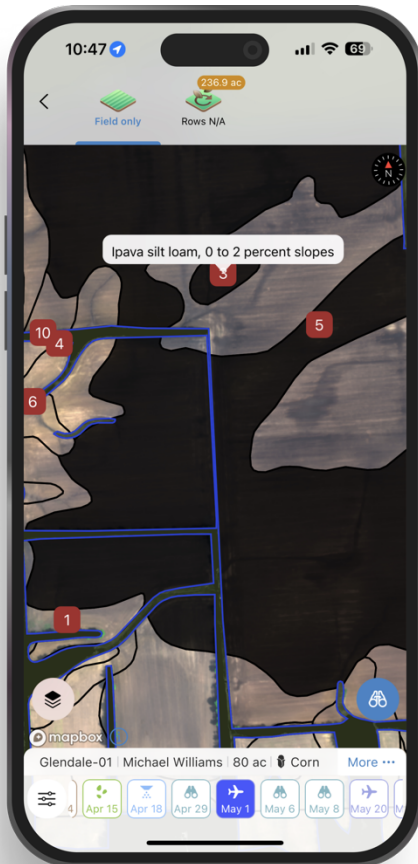 10:47
69
236.9 ac
Field only
Rows N/A
N
Ipava silt loam, 0 to 2 percent slopes
3
5
10
4
6
1
mapbox
Glendale-01 Michael Williams 80 ac Corn More ···
4 Apr 15 Apr 18 Apr 29 May 1 May 6 May 8 May 20